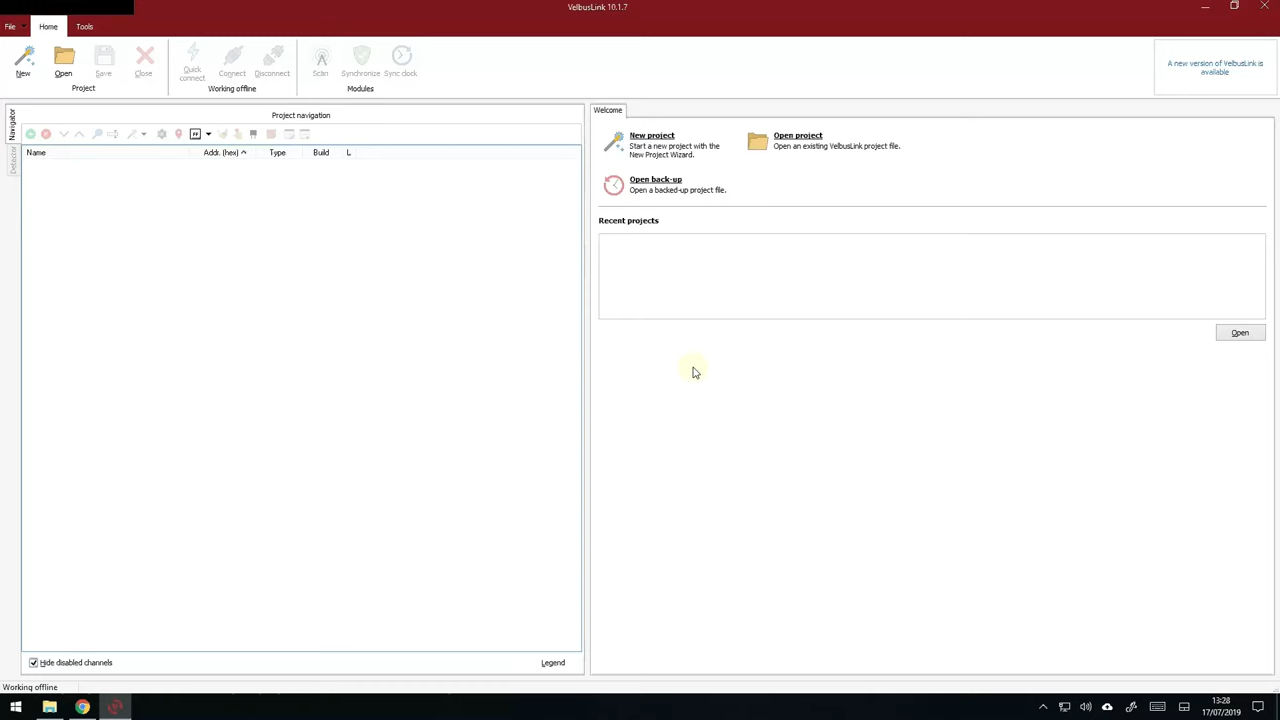 VelbusLink 10.1.7
File
Home
Tools
New
Open
Save
Close
Quick
connect
Connect
Disconnect
Scan
Synchronize
Sync clock
Project
Working offline
Modules
A new version of VelbusLink is
available
Navigator
Detector
Project navigation
Name
Addr. (hex)
Type
Build
L
Hide disabled channels
Legend
Welcome
New project
Start a new project with the
New Project Wizard.
Open project
Open an existing VelbusLink project file.
Open back-up
Open a backed-up project file.
Recent projects
Open
Working offline
13:28
17/07/2019